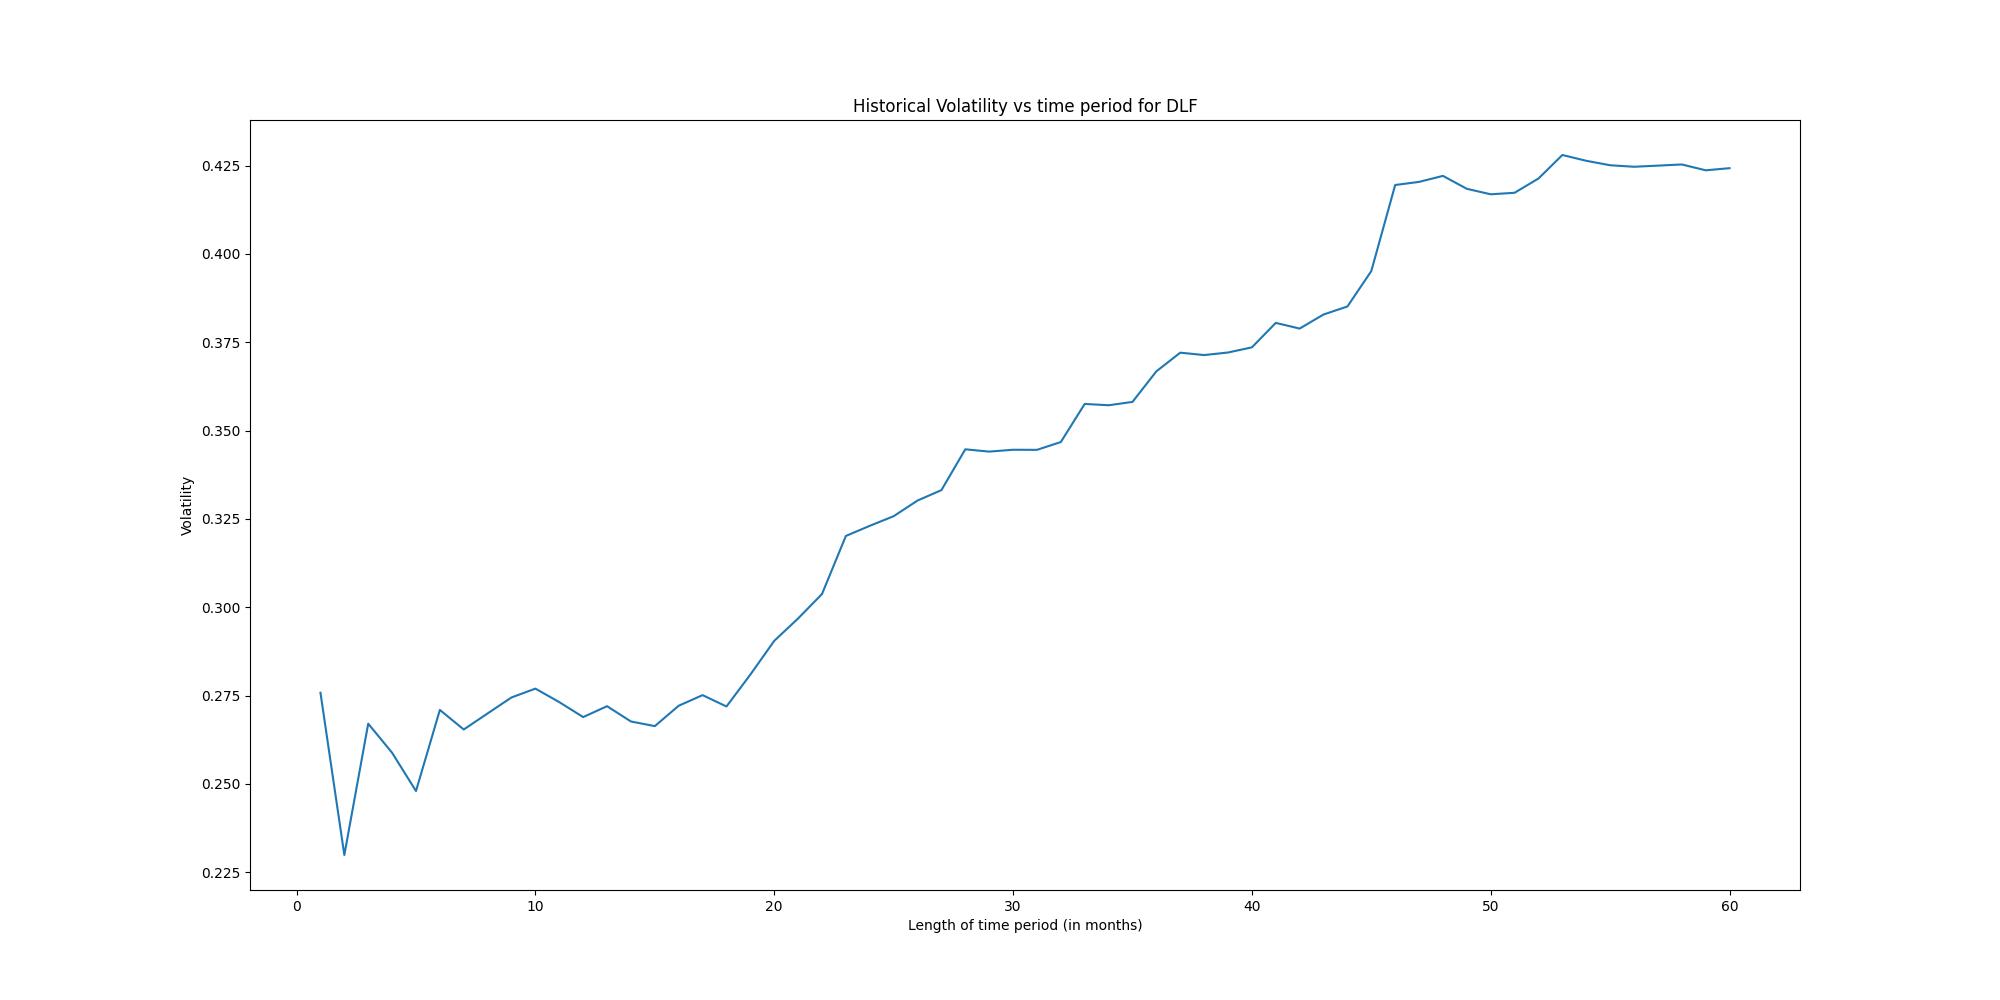 Historical Volatility vs time period for DLF
0.425
0.400
0.375
0.350
0.325
0.300
0.275
0.250
0.225
Volatility
0 10 20 30 40 50 60
Length of time period (in months)